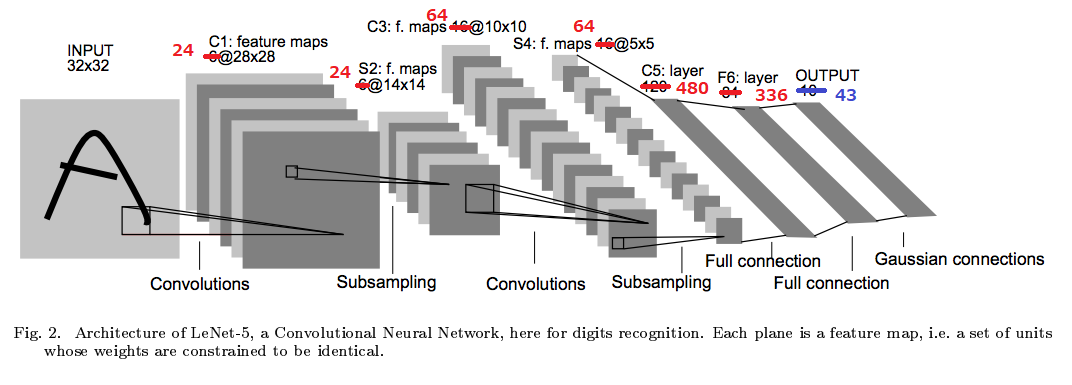 INPUT
32x32
24
C1: feature maps
6@28x28
24
S2: f. maps
6@14x14
64
C3: f. maps 16@10x10
64
S4: f. maps 16@5x5
C5: layer
120 480
F6: layer
84 336
OUTPUT
10 43
Convolutions
Subsampling
Convolutions
Subsampling
Full connection
Full connection
Gaussian connections
Fig. 2. Architecture of LeNet-5, a Convolutional Neural Network, here for digits recognition. Each plane is a feature map, i.e. a set of units
whose weights are constrained to be identical.